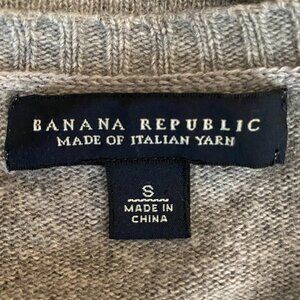 BANANA REPUBLIC
MADE OF ITALIAN YARN
S
MADE IN
CHINA